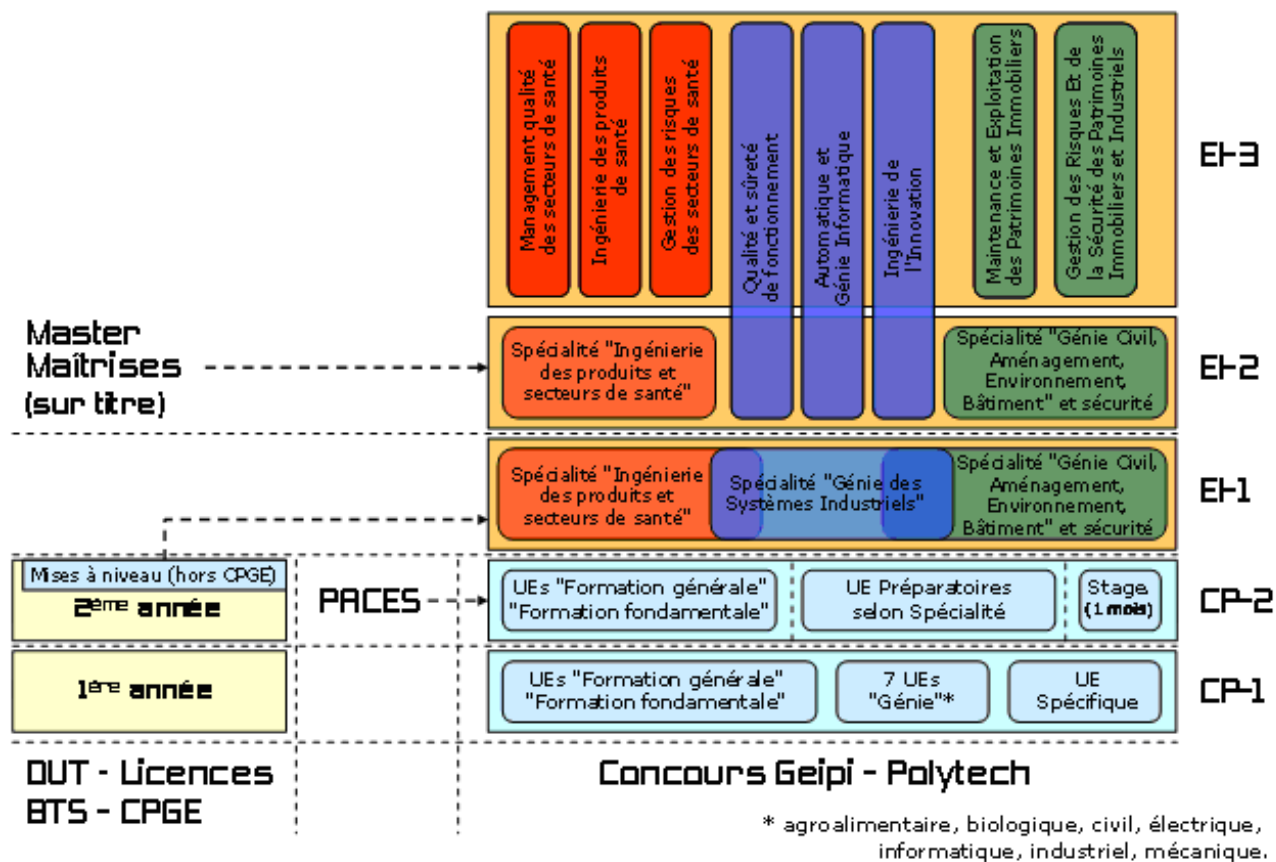 Management qualité
des secteurs de santé
Ingénierie des produits
de santé
Gestion des risques
des secteurs de santé
Qualité et sûreté
de fonctionnement
Automatique et
Génie Informatique
Ingénierie de
l'Innovation
Maintenance et Exploitation
des Patrimoines Immobiliers
Gestion des Risques Et de
la Sécurité des Patrimoines
Immobiliers et Industriels
EI-3
Master
Maîtrises
(sur titre)
Spécialité "Ingénierie
des produits et
secteurs de santé"
Spécialité "Génie Civil,
Aménagement,
Environnement,
Bâtiment" et sécurité
EI-2
Spécialité "Ingénierie
des produits et
secteurs de santé"
Spécialité "Génie des
Systèmes Industriels"
Spécialité "Génie Civil,
Aménagement,
Environnement,
Bâtiment" et sécurité
EI-1
Mises à niveau (hors CPGE)
2ème année
PACES
UEs "Formation générale"
"Formation fondamentale"
UE Préparatoires
selon Spécialité
Stage
(1 mois)
CP-2
1ère année
UEs "Formation générale"
"Formation fondamentale"
7 UEs
"Génie"*
UE
Spécifique
CP-1
DUT - Licences
BTS - CPGE
Concours Geipi - Polytech
* agroalimentaire, biologique, civil, électrique,
informatique, industriel, mécanique.